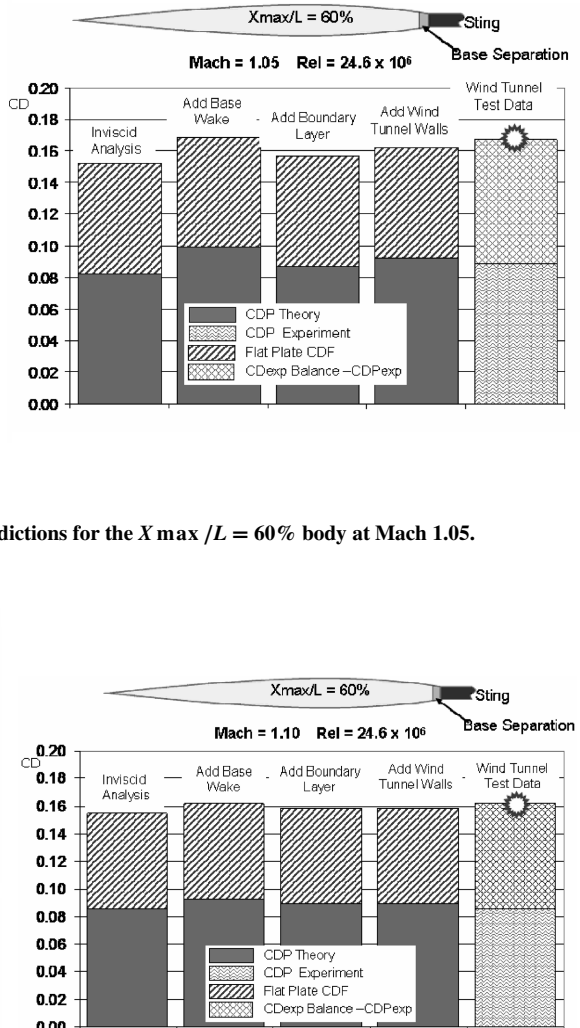 Xmax/L = 60%
Sting
Base Separation
Mach = 1.05 Rel = 24.6 x 10⁶
CD
0.20
0.18
0.16
0.14
0.12
0.10
0.08
0.06
0.04
0.02
0.00
Inviscid
Analysis
Add Base
Wake
Add Boundary
Layer
Add Wind
Tunnel Walls
Wind Tunnel
Test Data
CDP Theory
CDP Experiment
Flat Plate CDF
CDexp Balance –CDPexp
dictions for the X max /L = 60% body at Mach 1.05.
Xmax/L = 60%
Sting
Base Separation
Mach = 1.10 Rel = 24.6 x 10⁶
CD
0.20
0.18
0.16
0.14
0.12
0.10
0.08
0.06
0.04
0.02
0.00
Inviscid
Analysis
Add Base
Wake
Add Boundary
Layer
Add Wind
Tunnel Walls
Wind Tunnel
Test Data
CDP Theory
CDP Experiment
Flat Plate CDF
CDexp Balance –CDPexp